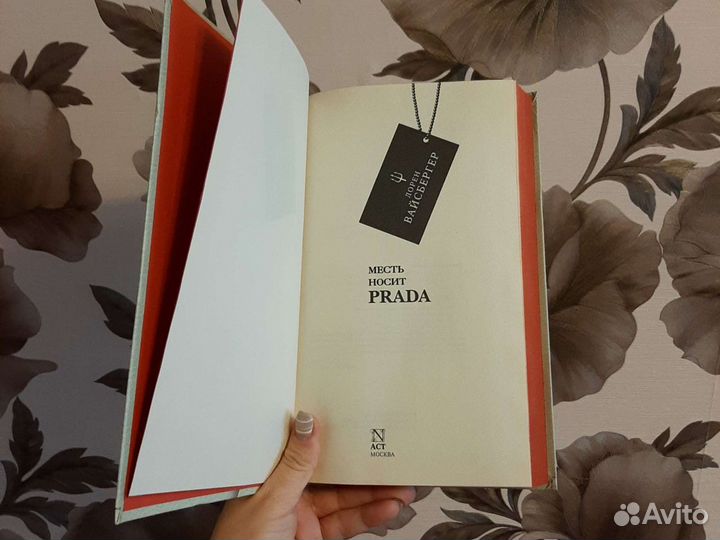 ЛОРЕН
ВАЙСБЕРГЕР
МЕСТЬ
НОСИТ
PRADA
АСТ
МОСКВА
Avito